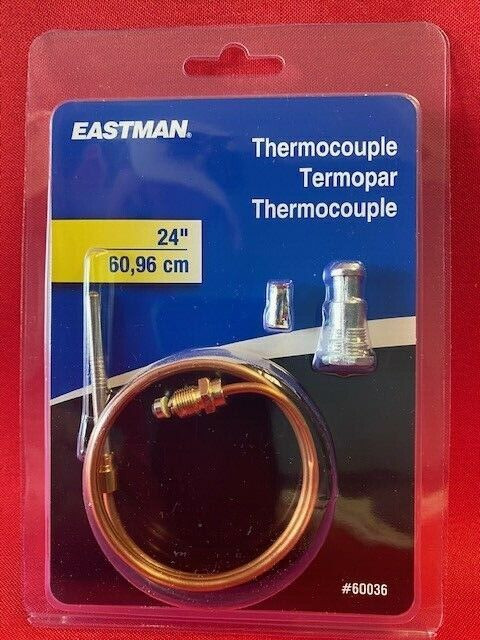 EASTMAN®
Thermocouple
Termopar
Thermocouple
24"
60,96 cm
#60036